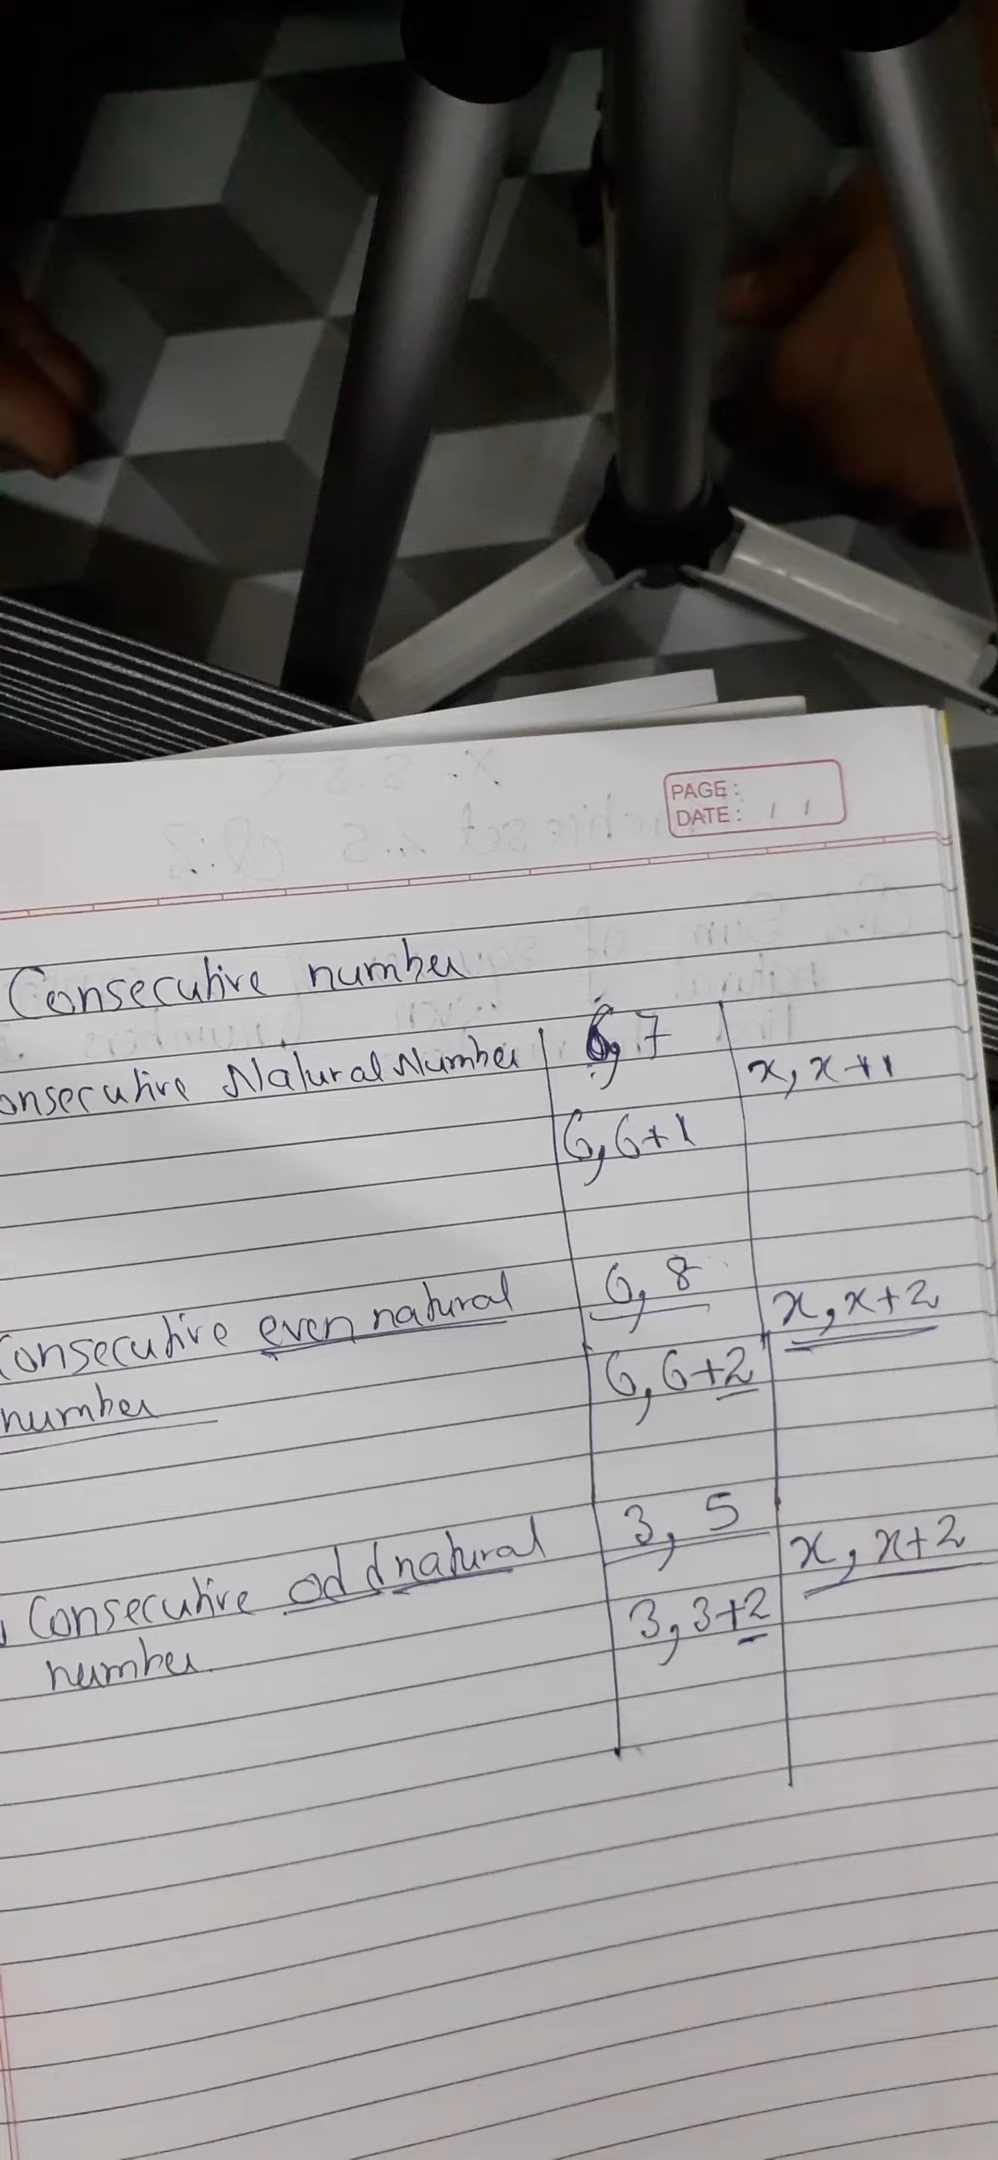 PAGE :
DATE :
Consecutive number
onsecutive Natural Number 6, 7 x, x+1
6, 6+1
onsecutive even natural 6, 8 x, x+2
number 6, 6+2
Consecutive odd natural 3, 5 x, x+2
number 3, 3+2